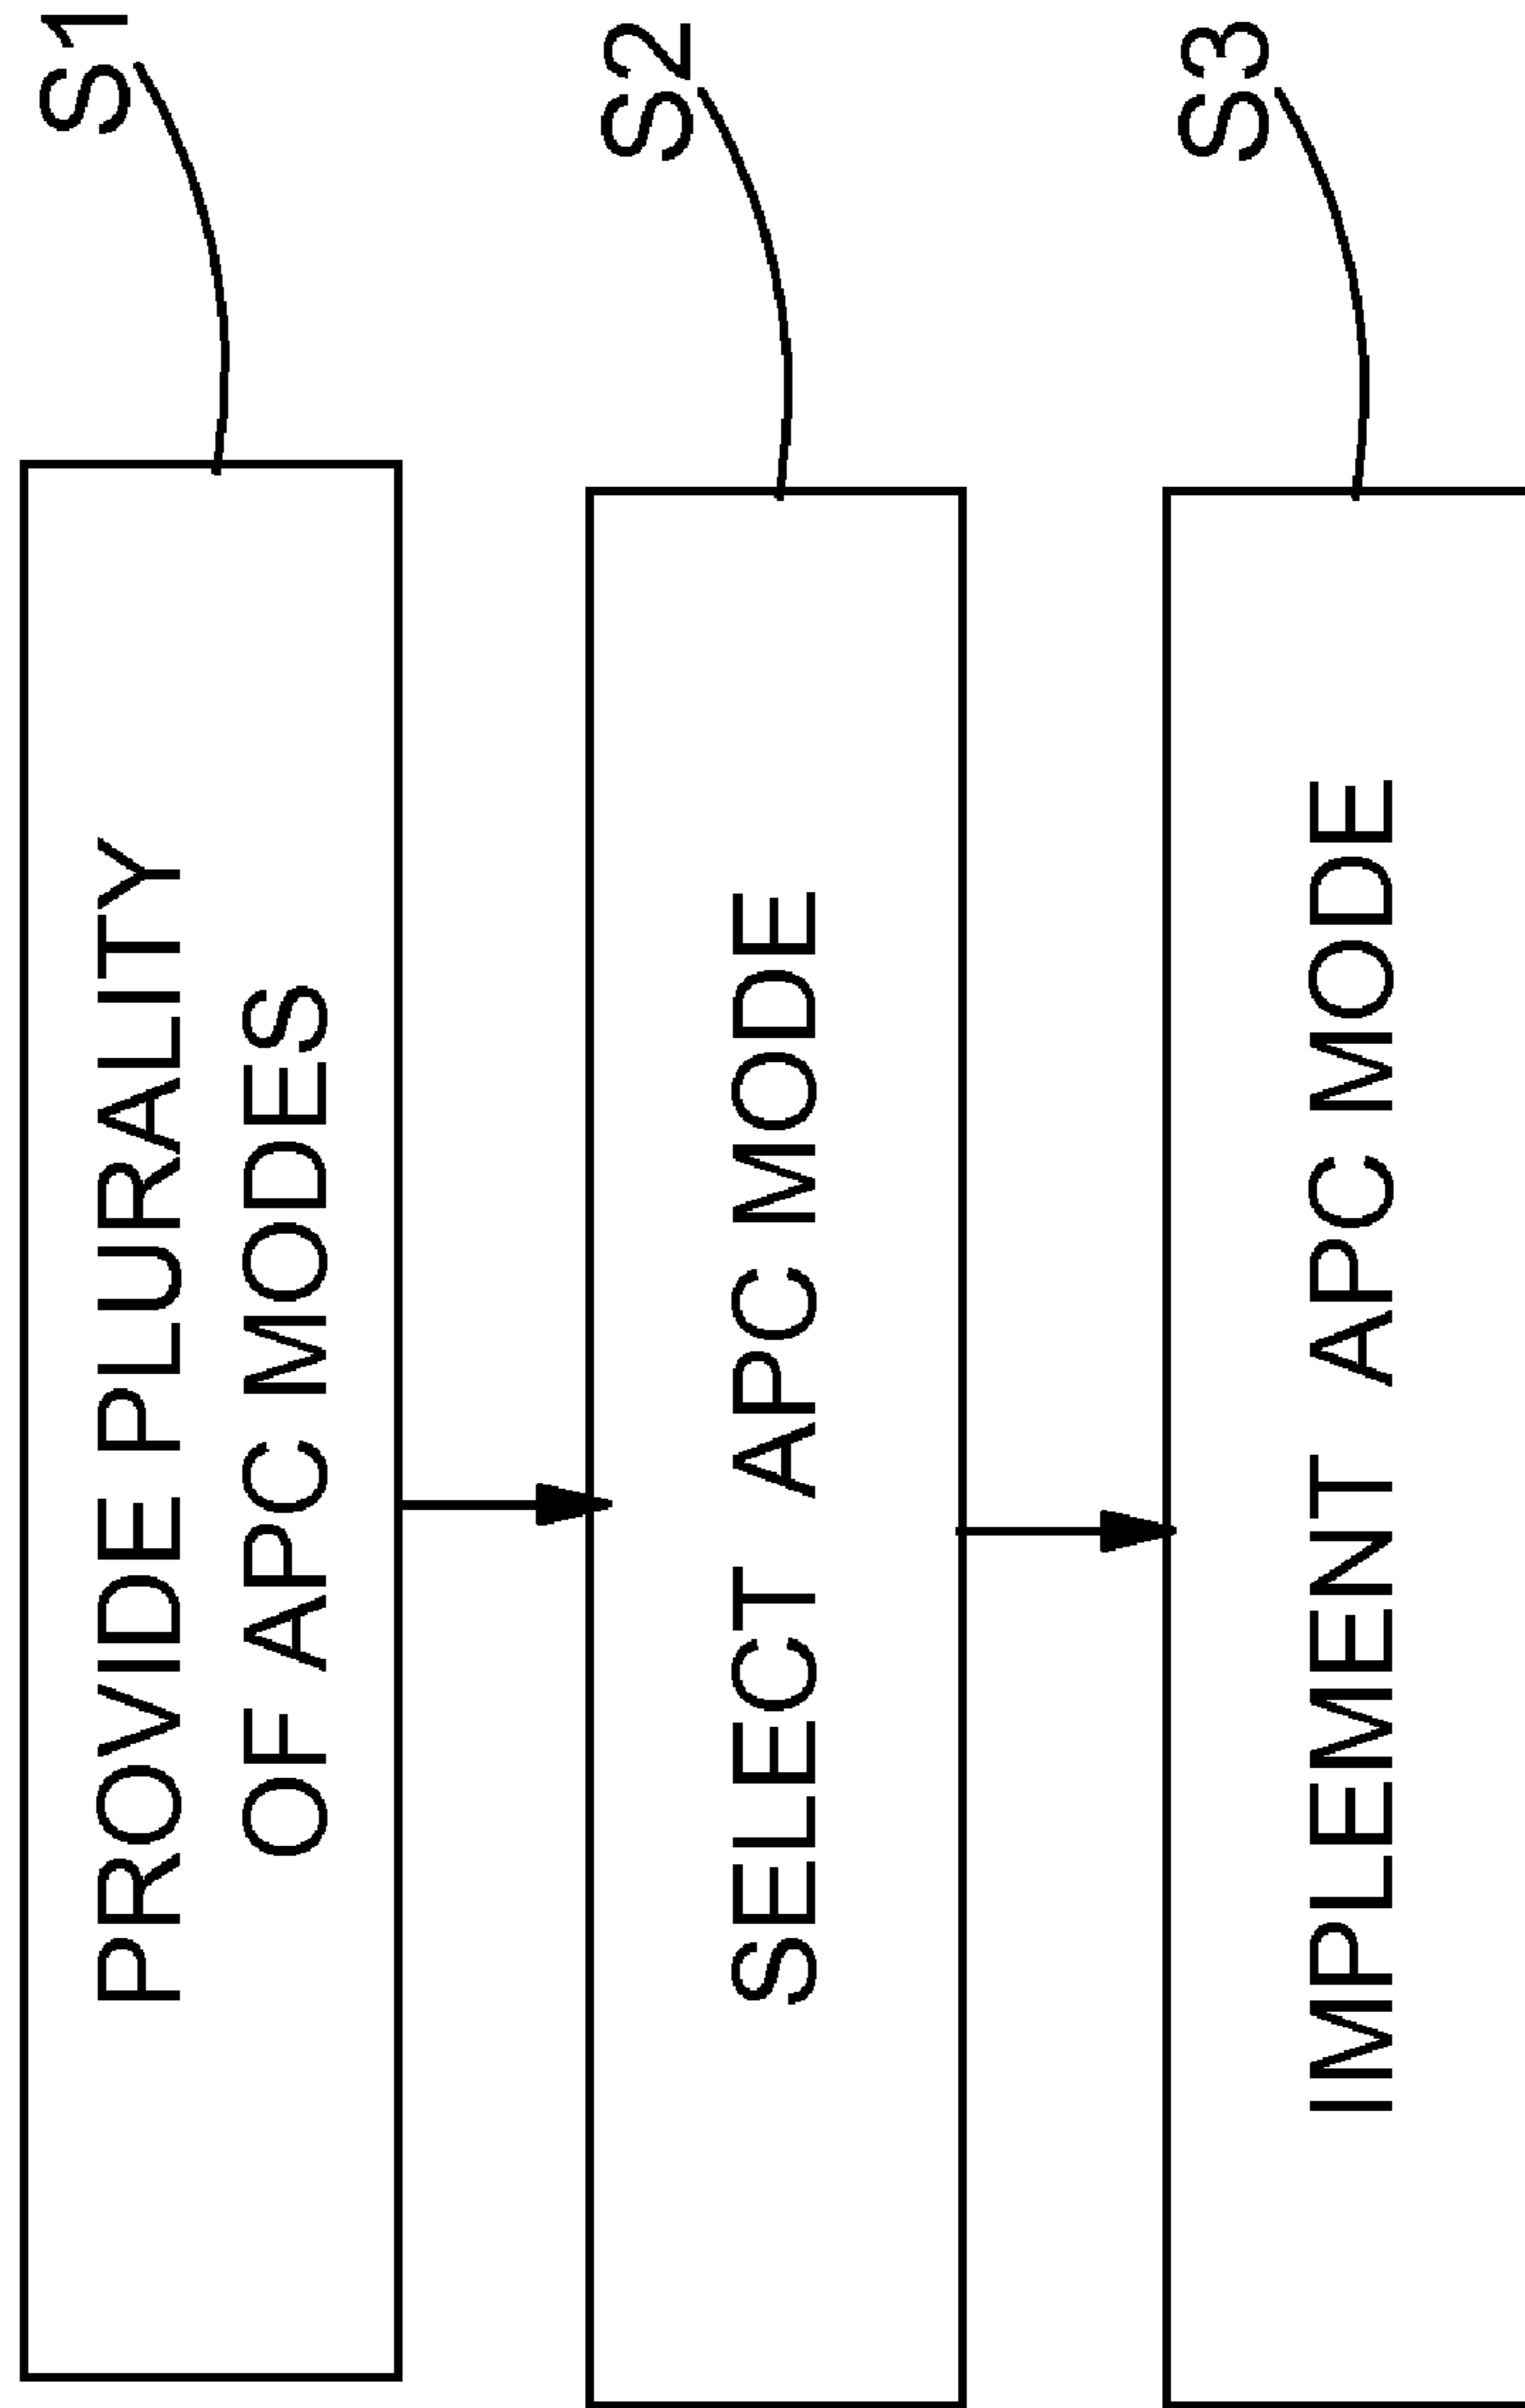 S1
PROVIDE PLURALITY
OF APC MODES
S2
SELECT APC MODE
S3
IMPLEMENT APC MODE